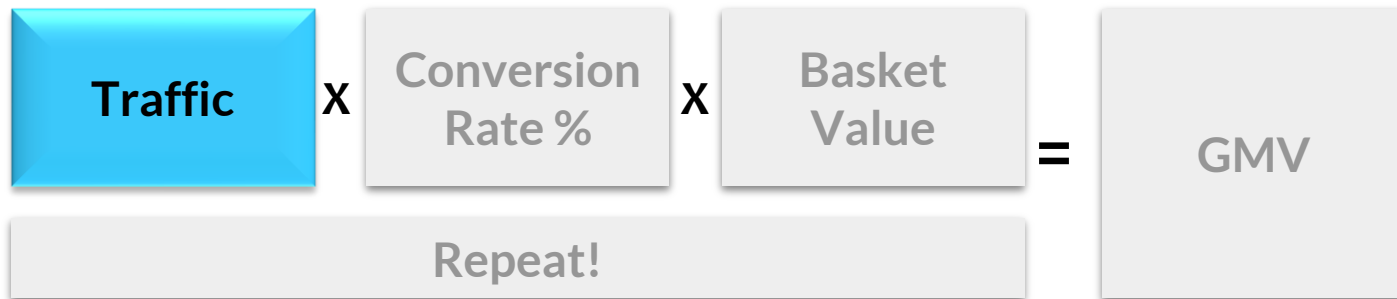 Traffic
X
Conversion
Rate %
X
Basket
Value
=
GMV
Repeat!